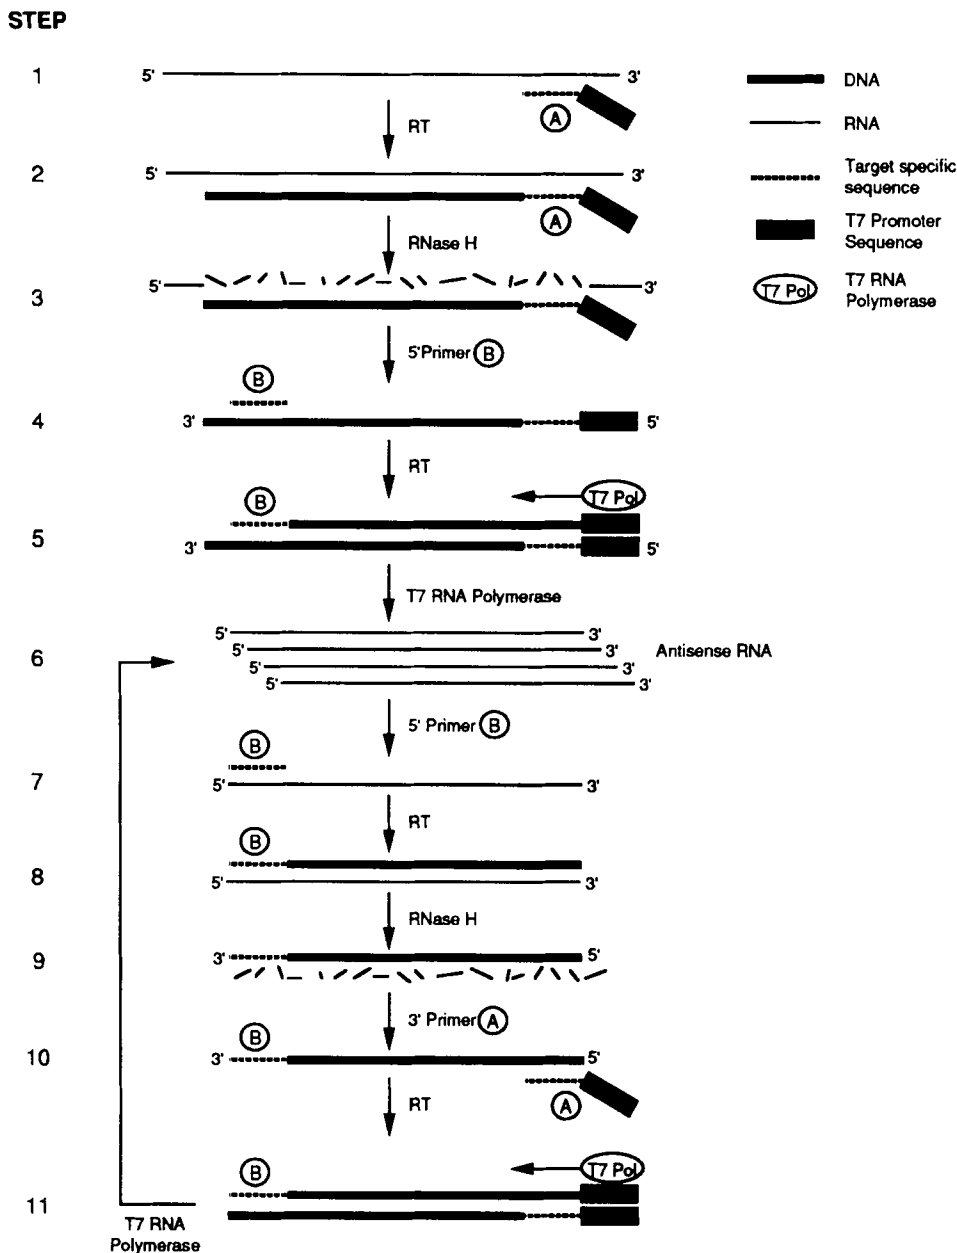 STEP
1
5'
3'
A
RT
2
5'
3'
A
RNase H
3
5'
3'
5'Primer B
B
4
3'
5'
RT
B
T7 Pol
5
3'
5'
T7 RNA Polymerase
6
5'
3'
5'
3'
5'
3'
5'
3'
Antisense RNA
5' Primer B
B
7
5'
3'
RT
B
8
5'
3'
RNase H
9
3'
5'
3' Primer A
B
10
3'
5'
A
RT
B
T7 Pol
11
T7 RNA
Polymerase
DNA
RNA
Target specific
sequence
T7 Promoter
Sequence
T7 Pol
T7 RNA
Polymerase